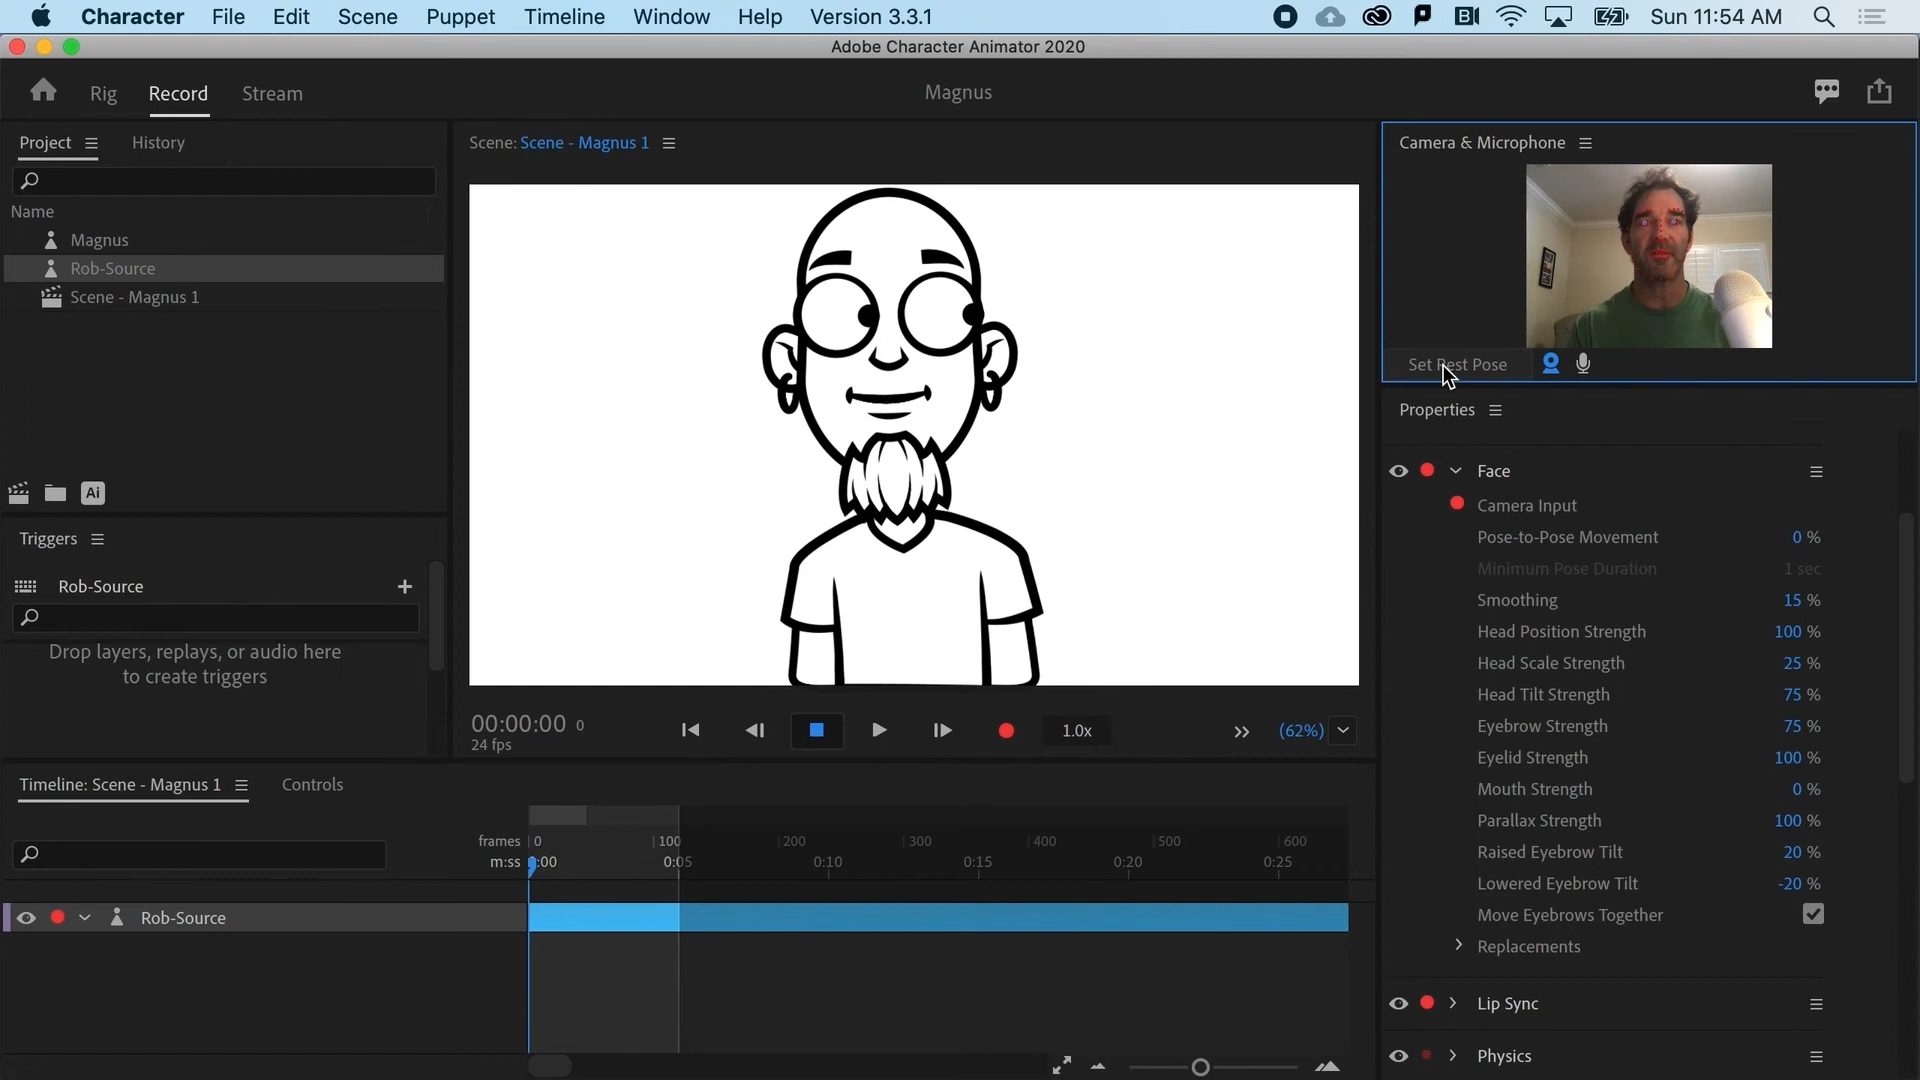 Character File Edit Scene Puppet Timeline Window Help Version 3.3.1 Sun 11:54 AM
Adobe Character Animator 2020
Rig Record Stream Magnus
Project History
Name
Magnus
Rob-Source
Scene - Magnus 1
Ai
Triggers
Rob-Source +
Drop layers, replays, or audio here
to create triggers
Scene: Scene - Magnus 1
00:00:00 0
24 fps
1.0x
(62%)
Camera & Microphone
Set Rest Pose
Properties
Face
Camera Input
Pose-to-Pose Movement 0 %
Minimum Pose Duration 1 sec
Smoothing 15 %
Head Position Strength 100 %
Head Scale Strength 25 %
Head Tilt Strength 75 %
Eyebrow Strength 75 %
Eyelid Strength 100 %
Mouth Strength 0 %
Parallax Strength 100 %
Raised Eyebrow Tilt 20 %
Lowered Eyebrow Tilt -20 %
Move Eyebrows Together
Replacements
Lip Sync
Physics
Timeline: Scene - Magnus 1 Controls
frames 0 100 200 300 400 500 600
m:ss :00 0:05 0:10 0:15 0:20 0:25
Rob-Source